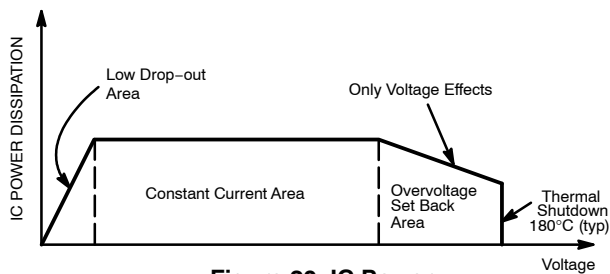 IC POWER DISSIPATION
Low Drop−out
Area
Only Voltage Effects
Constant Current Area
Overvoltage
Set Back
Area
Thermal
Shutdown
180°C (typ)
Voltage